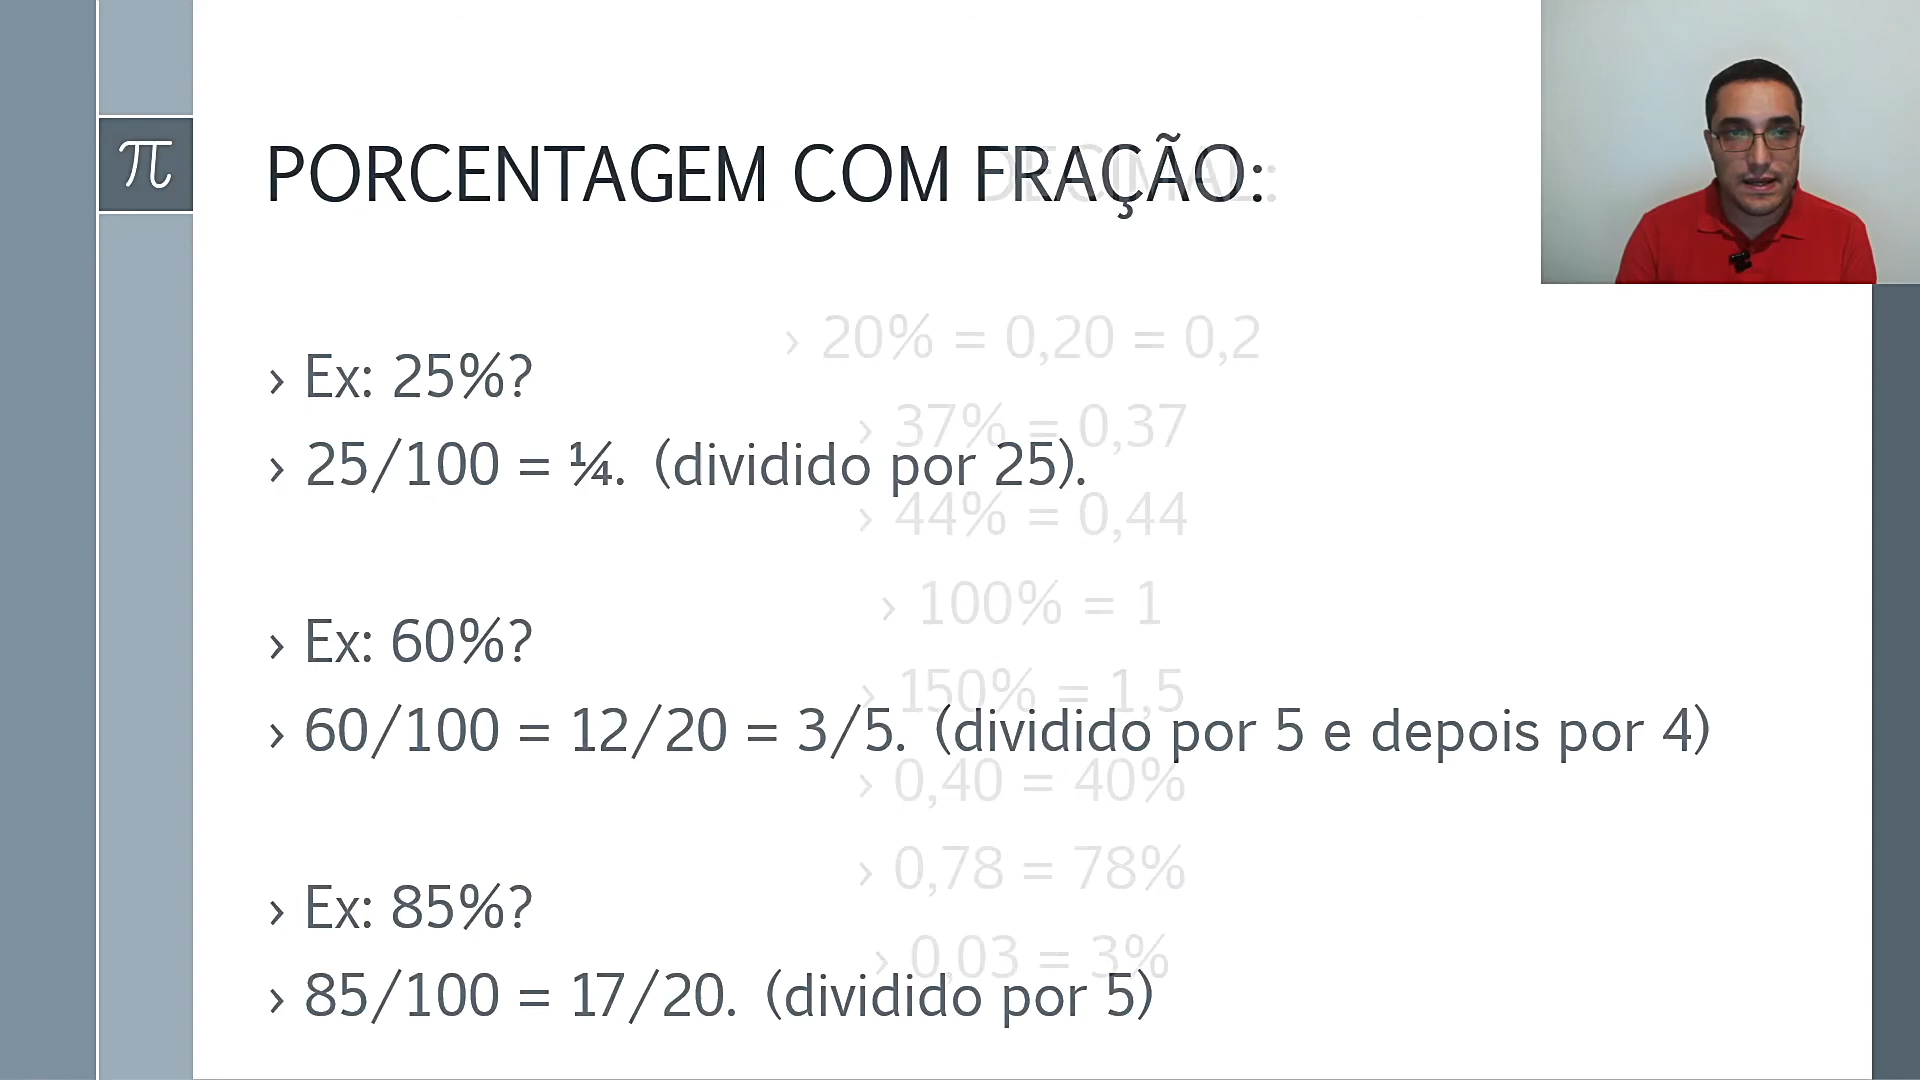 π
PORCENTAGEM COM FRAÇÃO:
DECIMAL:
› Ex: 25%?
› 25/100 = ¼. (dividido por 25).
› Ex: 60%?
› 60/100 = 12/20 = 3/5. (dividido por 5 e depois por 4)
› Ex: 85%?
› 85/100 = 17/20. (dividido por 5)
› 20% = 0,20 = 0,2
› 37% = 0,37
› 44% = 0,44
› 100% = 1
› 150% = 1,5
› 0,40 = 40%
› 0,78 = 78%
› 0,03 = 3%